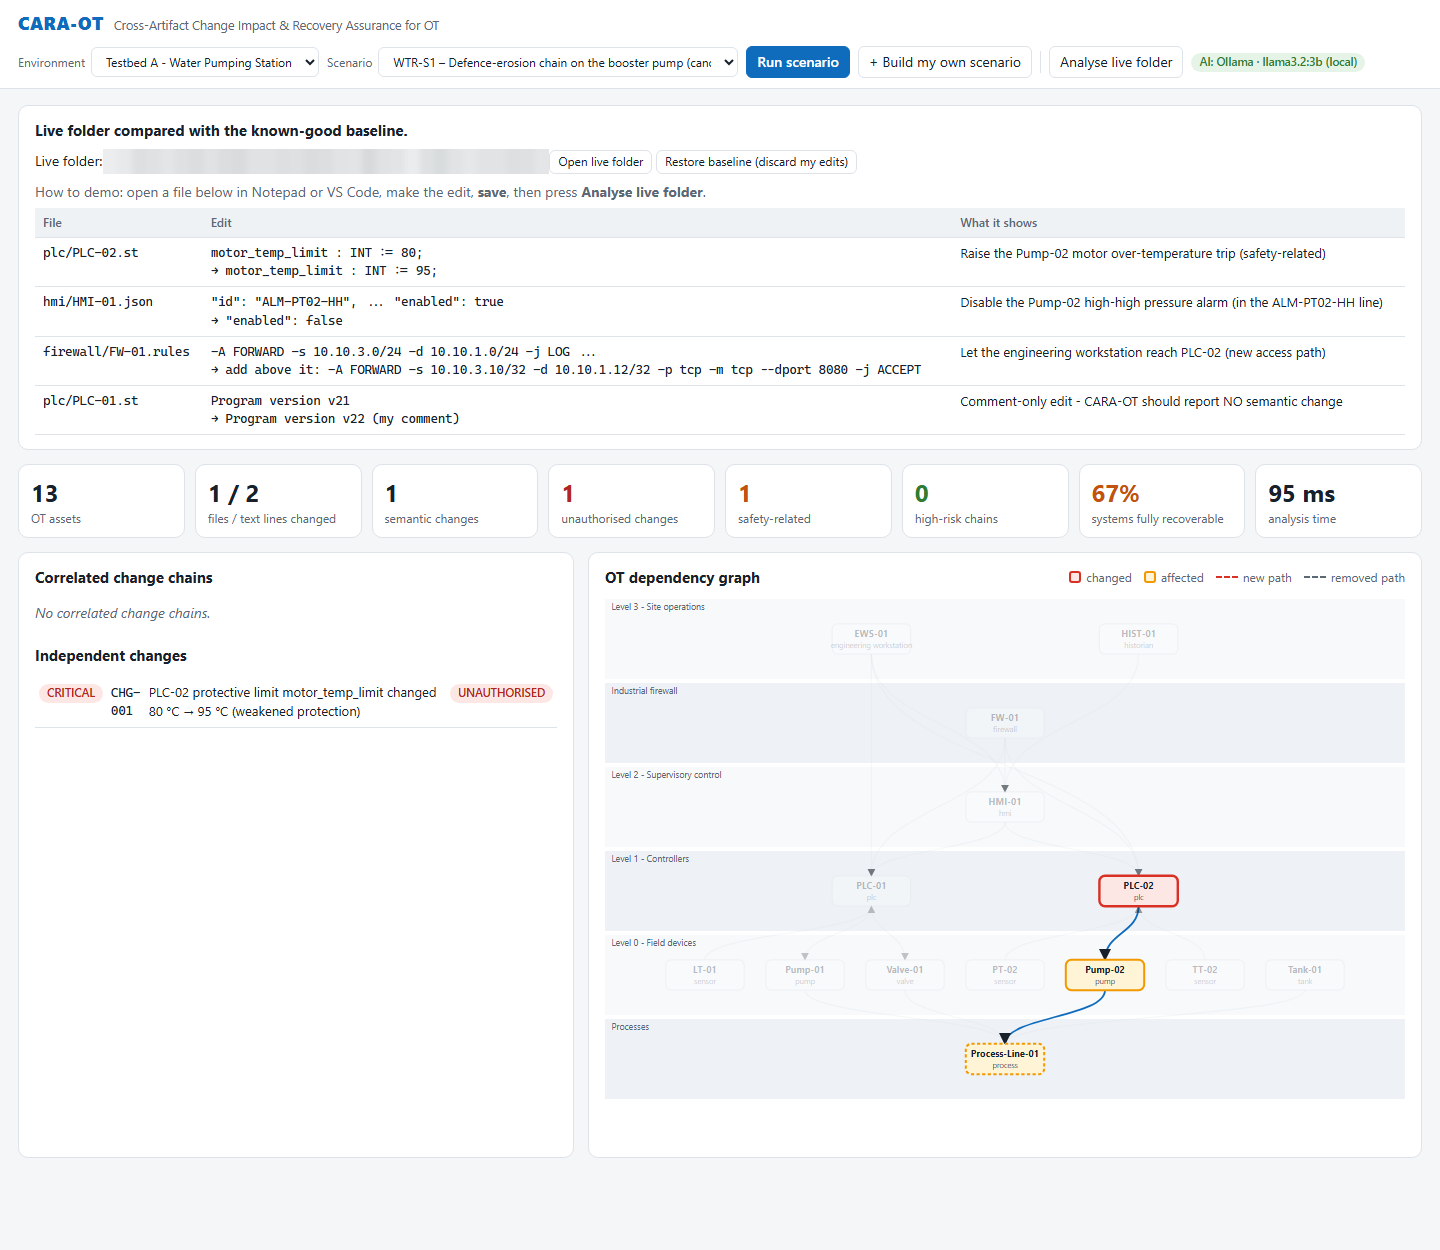 CARA-OT Cross-Artifact Change Impact & Recovery Assurance for OT
Environment Testbed A - Water Pumping Station Scenario WTR-S1 – Defence-erosion chain on the booster pump (canc Run scenario + Build my own scenario Analyse live folder AI: Ollama · llama3.2:3b (local)
Live folder compared with the known-good baseline.
Live folder: Open live folder Restore baseline (discard my edits)
How to demo: open a file below in Notepad or VS Code, make the edit, save, then press Analyse live folder.
File Edit What it shows
plc/PLC-02.st motor_temp_limit : INT := 80; Raise the Pump-02 motor over-temperature trip (safety-related)
→ motor_temp_limit : INT := 95;
hmi/HMI-01.json "id": "ALM-PT02-HH", ... "enabled": true Disable the Pump-02 high-high pressure alarm (in the ALM-PT02-HH line)
→ "enabled": false
firewall/FW-01.rules -A FORWARD -s 10.10.3.0/24 -d 10.10.1.0/24 -j LOG ... Let the engineering workstation reach PLC-02 (new access path)
→ add above it: -A FORWARD -s 10.10.3.10/32 -d 10.10.1.12/32 -p tcp -m tcp --dport 8080 -j ACCEPT
plc/PLC-01.st Program version v21 Comment-only edit - CARA-OT should report NO semantic change
→ Program version v22 (my comment)
13 1 / 2 1 1 1 0 67% 95 ms
OT assets files / text lines changed semantic changes unauthorised changes safety-related high-risk chains systems fully recoverable analysis time
Correlated change chains
No correlated change chains.
Independent changes
CRITICAL CHG- PLC-02 protective limit motor_temp_limit changed UNAUTHORISED
001 80 °C → 95 °C (weakened protection)
OT dependency graph changed affected new path removed path
Level 3 - Site operations
EWS-01 HIST-01
engineering workstation historian
Industrial firewall
FW-01
firewall
Level 2 - Supervisory control
HMI-01
hmi
Level 1 - Controllers
PLC-01 PLC-02
plc plc
Level 0 - Field devices
LT-01 Pump-01 Valve-01 PT-02 Pump-02 TT-02 Tank-01
sensor pump valve sensor pump sensor tank
Processes
Process-Line-01
process